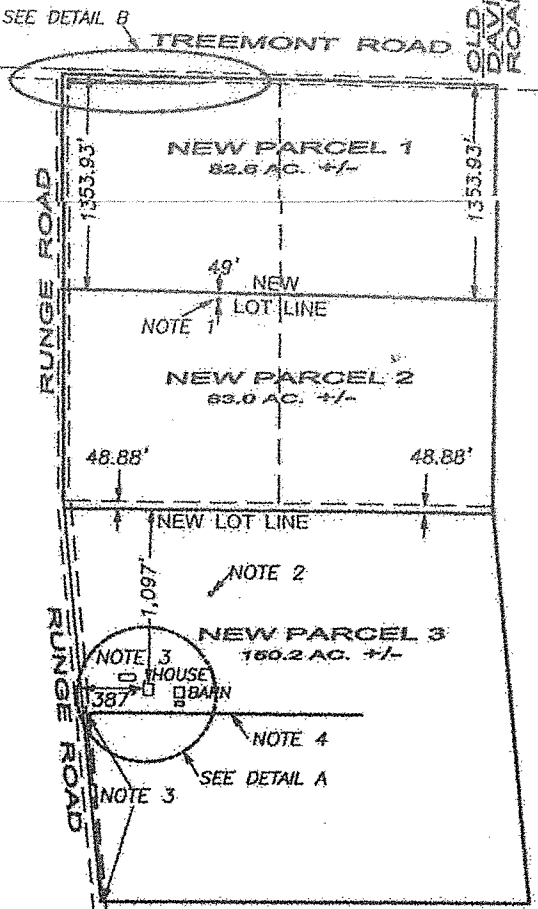 SEE DETAIL B
TREEMONT ROAD
OLD
DAVI
ROA
RUNGE ROAD
1353.93'
NEW PARCEL 1
82.6 AC. +/-
1353.93'
49'
NEW
LOT LINE
NOTE 1
NEW PARCEL 2
83.0 AC. +/-
48.88'
48.88'
NEW LOT LINE
1,097'
NOTE 2
RUNGE ROAD
NEW PARCEL 3
160.2 AC. +/-
NOTE 3
HOUSE
BARN
387'
NOTE 4
SEE DETAIL A
NOTE 3